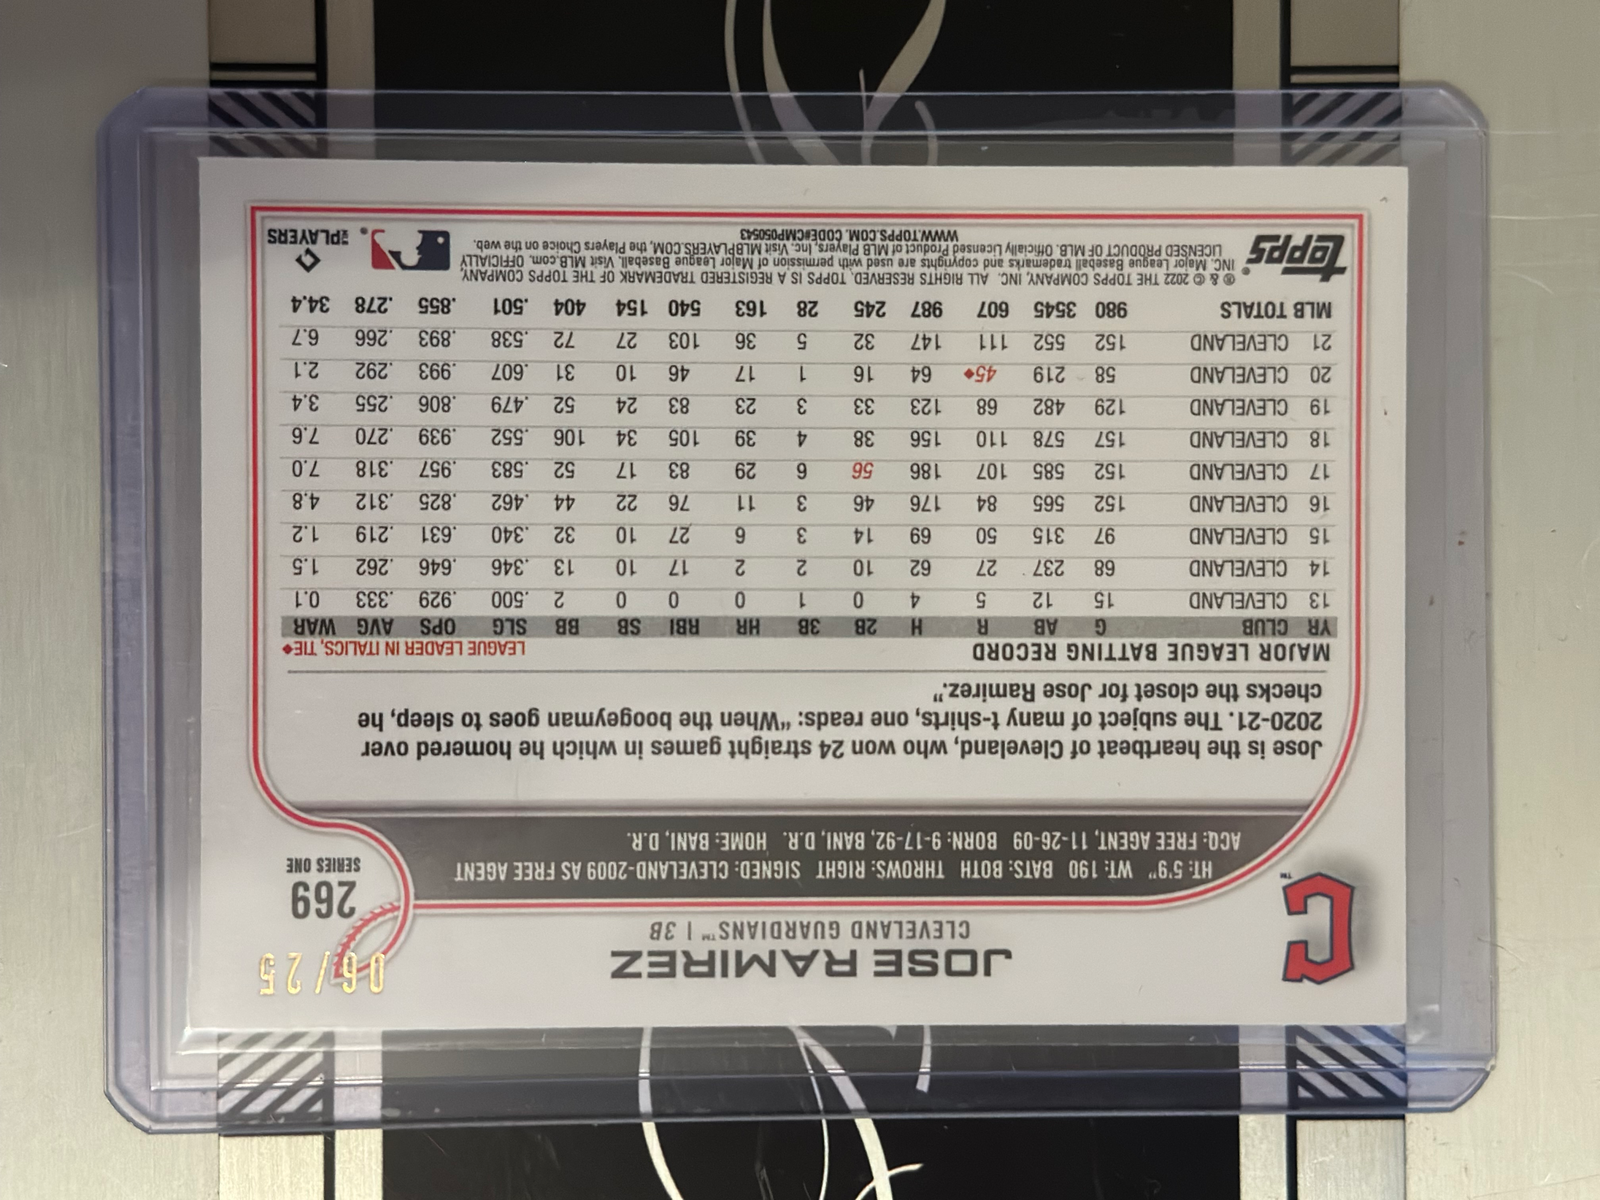 06/25
JOSE RAMIREZ
CLEVELAND GUARDIANS™ | 3B
269
SERIES ONE
C™
HT: 5'9" WT: 190 BATS: BOTH THROWS: RIGHT SIGNED: CLEVELAND-2009 AS FREE AGENT
ACQ: FREE AGENT, 11-26-09 BORN: 9-17-92, BANI, D.R. HOME: BANI, D.R.
Jose is the heartbeat of Cleveland, who won 24 straight games in which he homered over
2020-21. The subject of many t-shirts, one reads: “When the boogeyman goes to sleep, he
checks the closet for Jose Ramirez.”
MAJOR LEAGUE BATTING RECORD LEAGUE LEADER IN ITALICS, TIE◆
YR CLUB G AB R H 2B 3B HR RBI SB BB SLG OPS AVG WAR
13 CLEVELAND 15 12 5 4 0 1 0 0 0 2 .500 .929 .333 0.1
14 CLEVELAND 68 237 27 62 10 2 2 17 10 13 .346 .646 .262 1.5
15 CLEVELAND 97 315 50 69 14 3 6 27 10 32 .340 .631 .219 1.2
16 CLEVELAND 152 565 84 176 46 3 11 76 22 44 .462 .825 .312 4.8
17 CLEVELAND 152 585 107 186 56 6 29 83 17 52 .583 .957 .318 7.0
18 CLEVELAND 157 578 110 156 38 4 39 105 34 106 .552 .939 .270 7.6
19 CLEVELAND 129 482 68 123 33 3 23 83 24 52 .479 .806 .255 3.4
20 CLEVELAND 58 219 45◆ 64 16 1 17 46 10 31 .607 .993 .292 2.1
21 CLEVELAND 152 552 111 147 32 5 36 103 27 72 .538 .893 .266 6.7
MLB TOTALS 980 3545 607 987 245 28 163 540 154 404 .501 .855 .278 34.4
topps®
® & © 2022 THE TOPPS COMPANY, INC. ALL RIGHTS RESERVED. TOPPS IS A REGISTERED TRADEMARK OF THE TOPPS COMPANY,
INC. Major League Baseball trademarks and copyrights are used with permission of Major League Baseball. Visit MLB.com. OFFICIALLY
LICENSED PRODUCT OF MLB. Officially Licensed Product of MLB Players, Inc. Visit MLBPLAYERS.COM, the Players Choice on the web.
WWW.TOPPS.COM. CODE#CMP050543
MLB PLAYERS